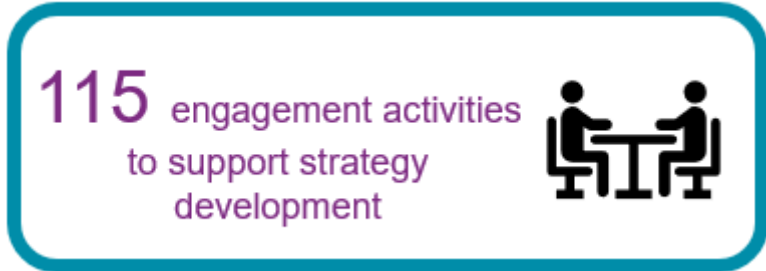 115 engagement activities
to support strategy
development